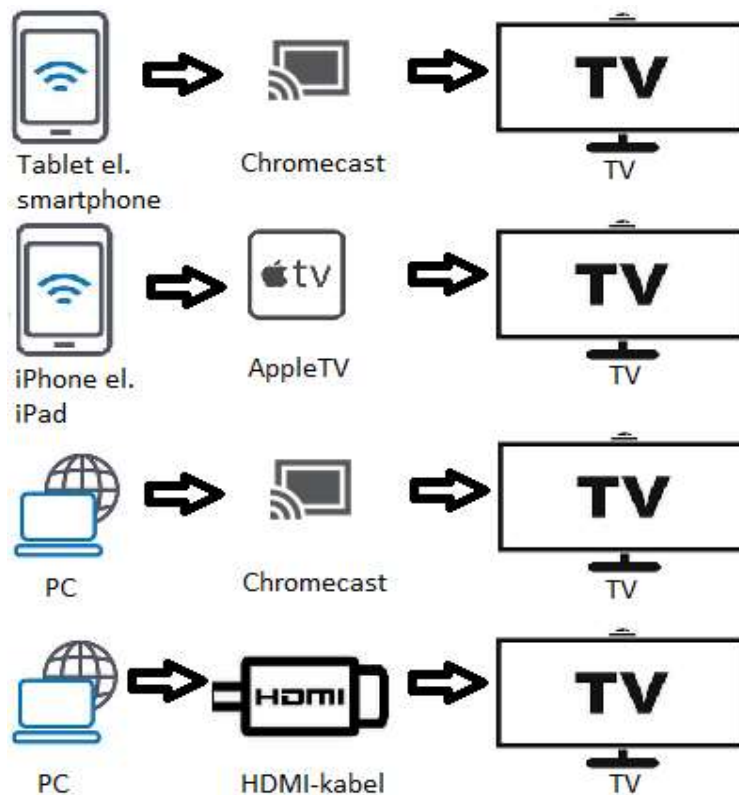 TV
Tablet el.
smartphone
Chromecast
TV
tv
TV
iPhone el.
iPad
AppleTV
TV
TV
PC
Chromecast
TV
HDMI
TV
PC
HDMI-kabel
TV